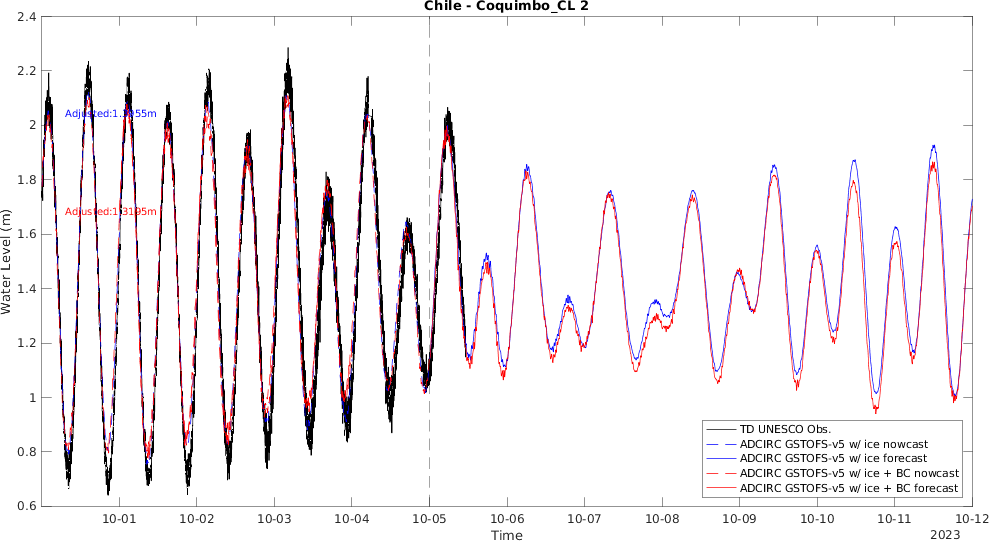 Chile - Coquimbo_CL 2
2.4
2.2
2
1.8
1.6
1.4
1.2
1
0.8
0.6
Water Level (m)
Adjusted:1.3195m
TD UNESCO Obs.
ADCIRC GSTOFS-v5 w/ ice nowcast
ADCIRC GSTOFS-v5 w/ ice forecast
ADCIRC GSTOFS-v5 w/ ice + BC nowcast
ADCIRC GSTOFS-v5 w/ ice + BC forecast
10-01 10-02 10-03 10-04 10-05 10-06 10-07 10-08 10-09 10-10 10-11 10-12
Time
2023